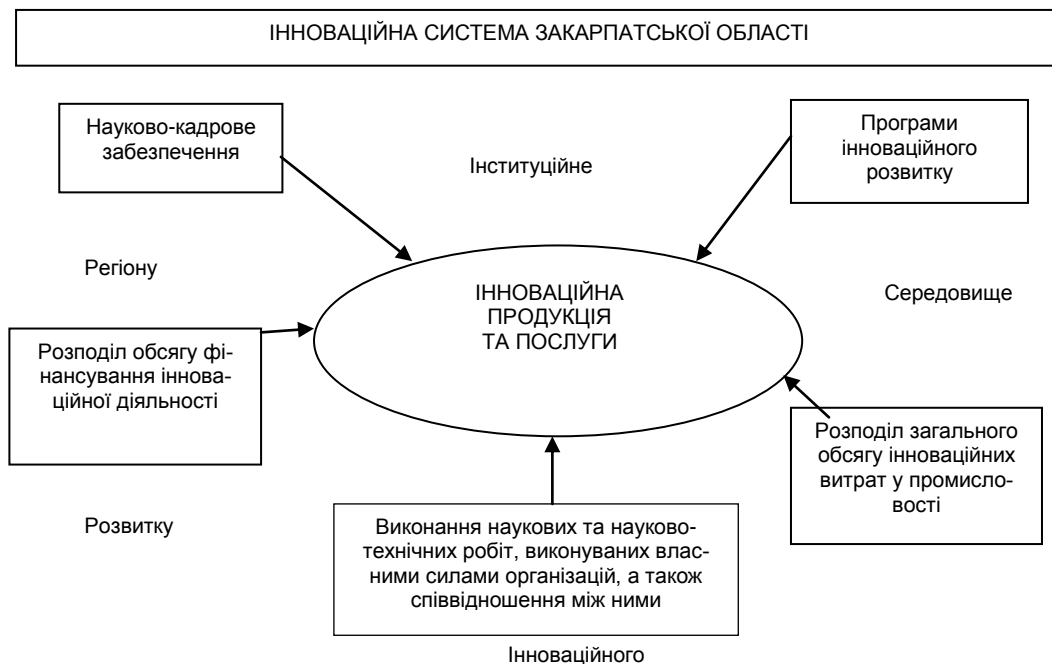 ІННОВАЦІЙНА СИСТЕМА ЗАКАРПАТСЬКОЇ ОБЛАСТІ
Науково-кадрове
забезпечення
Інституційне
Програми
інноваційного
розвитку
Регіону
Середовище
ІННОВАЦІЙНА
ПРОДУКЦІЯ
ТА ПОСЛУГИ
Розподіл обсягу фі-
нансування іннова-
ційної діяльності
Розподіл загального
обсягу інноваційних
витрат у промисло-
вості
Розвитку
Виконання наукових та науково-
технічних робіт, виконуваних влас-
ними силами організацій, а також
співвідношення між ними
Інноваційного